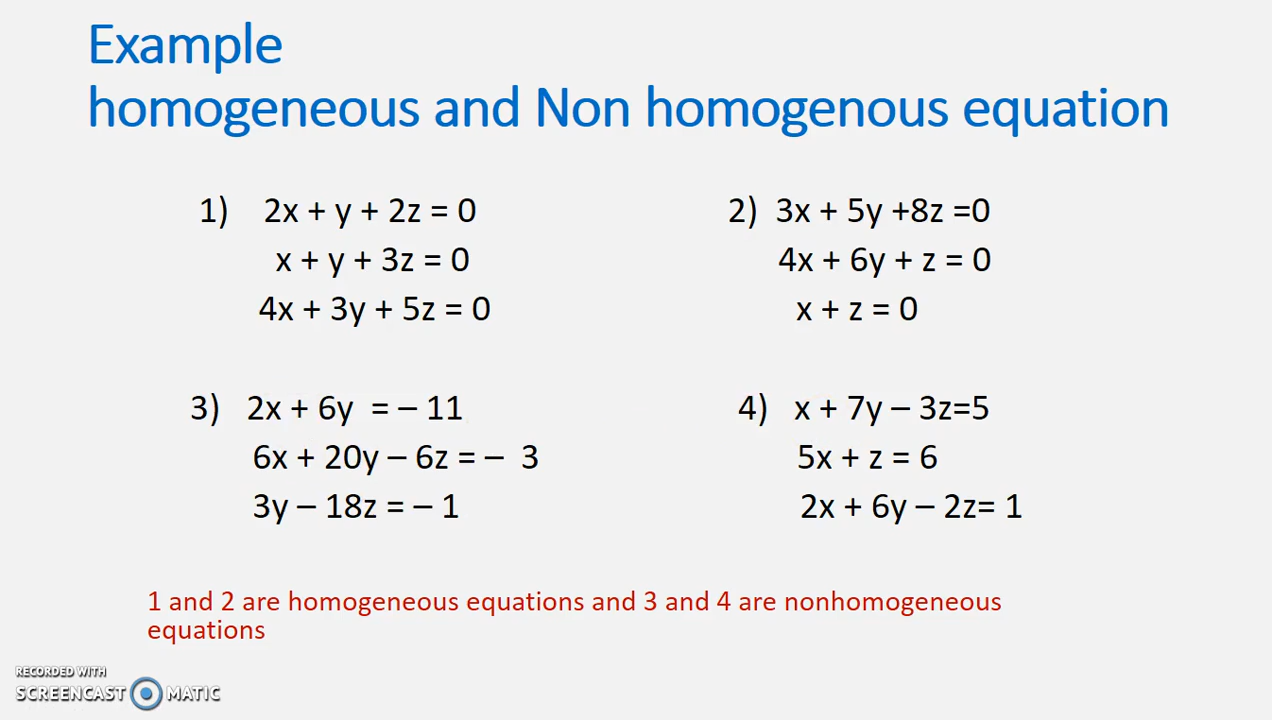 Example
homogeneous and Non homogenous equation
1) 2x + y + 2z = 0
x + y + 3z = 0
4x + 3y + 5z = 0
2) 3x + 5y +8z =0
4x + 6y + z = 0
x + z = 0
3) 2x + 6y = – 11
6x + 20y – 6z = – 3
3y – 18z = – 1
4) x + 7y – 3z=5
5x + z = 6
2x + 6y – 2z= 1
1 and 2 are homogeneous equations and 3 and 4 are nonhomogeneous
equations
RECORDED WITH
SCREENCAST MATIC